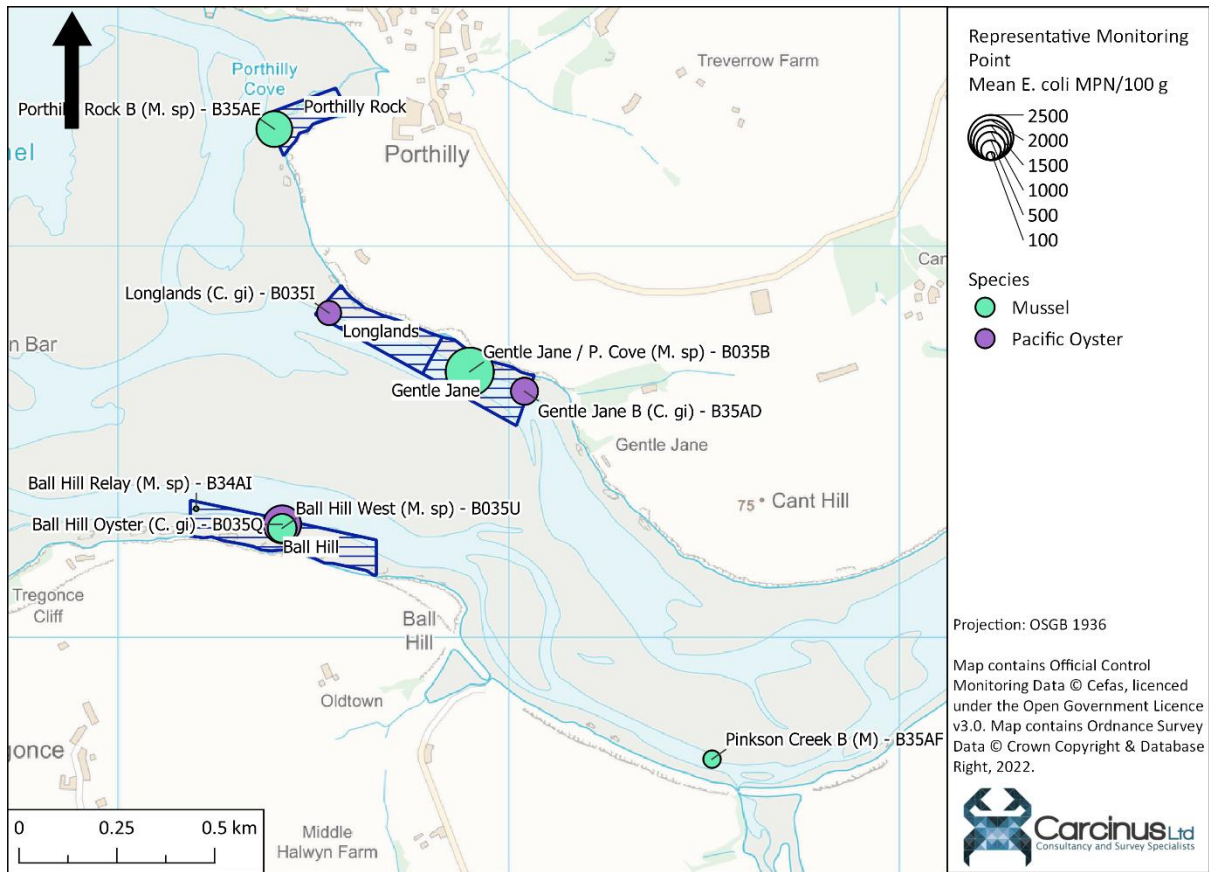 Porthilly
Cove
Treverrow Farm
Porthilly Rock B (M. sp) - B35AE
Porthilly Rock
Porthilly
nel
Longlands (C. gi) - B035I
Longlands
n Bar
Can
Gentle Jane / P. Cove (M. sp) - B035B
Gentle Jane
Gentle Jane B (C. gi) - B35AD
Gentle Jane
75
Cant Hill
Ball Hill Relay (M. sp) - B34AI
Ball Hill West (M. sp) - B035U
Ball Hill Oyster (C. gi) - B035Q
Ball Hill
Tregonce
Cliff
Ball
Hill
Oldtown
gonce
Pinkson Creek B (M) - B35AF
Middle
Halwyn Farm
0 0.25 0.5 km
Representative Monitoring
Point
Mean E. coli MPN/100 g
2500
2000
1500
1000
500
100
Species
Mussel
Pacific Oyster
Projection: OSGB 1936
Map contains Official Control
Monitoring Data © Cefas, licenced
under the Open Government Licence
v3.0. Map contains Ordnance Survey
Data © Crown Copyright & Database
Right, 2022.
Carcinus Ltd
Consultancy and Survey Specialists